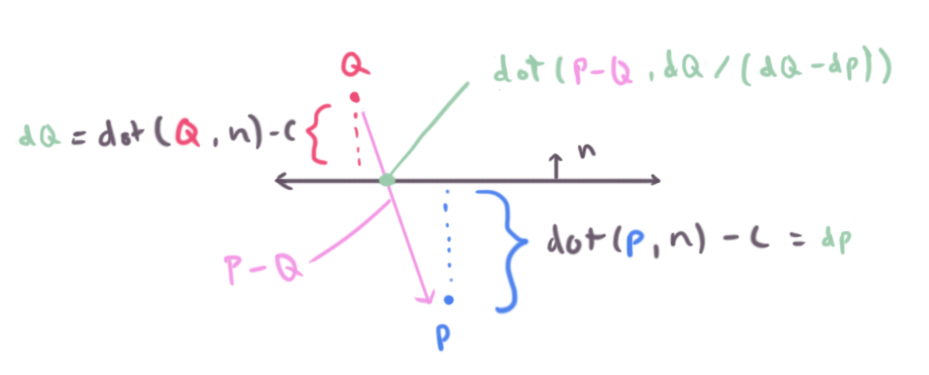 Q
dot(P-Q, dQ/(dQ-dp))
dQ = dot(Q, n)-C
n
P-Q
dot(p, n) - C = dp
p